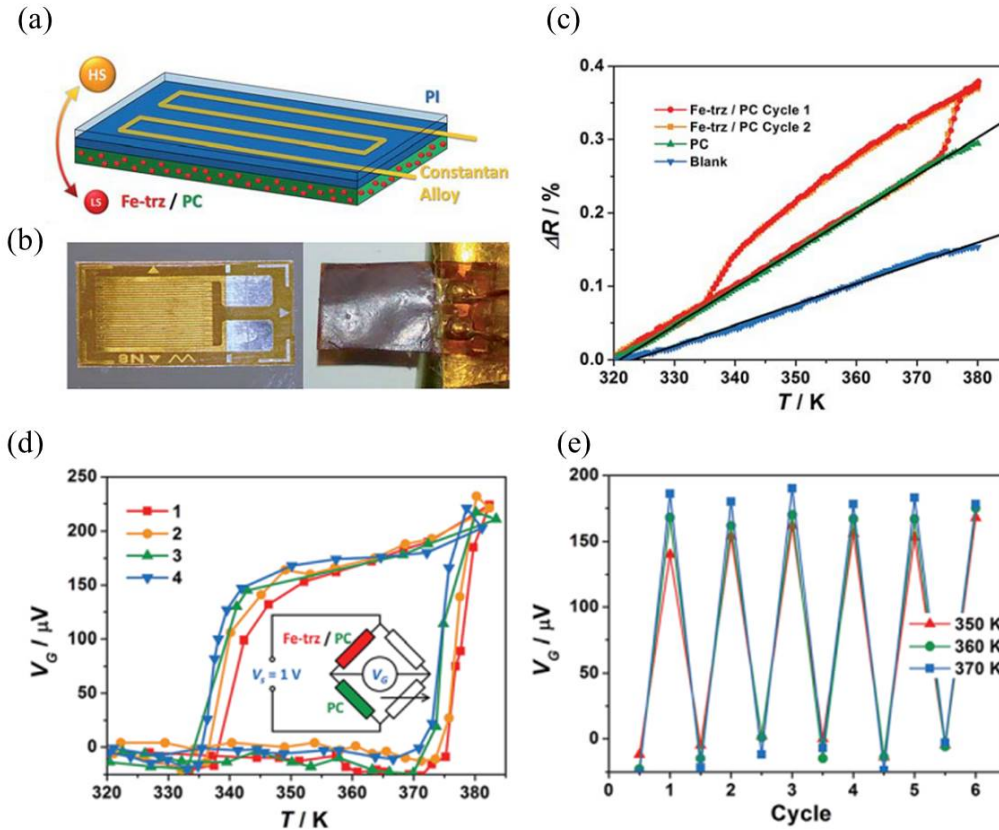 (a)
HS
PI
Constantan
Alloy
LS
Fe-trz / PC
(b)
(c)
0.4
0.3
0.2
0.1
0.0
ΔR / %
Fe-trz / PC Cycle 1
Fe-trz / PC Cycle 2
PC
Blank
320 330 340 350 360 370 380
T / K
(d)
250
200
150
100
50
0
V_G / μV
1
2
3
4
Fe-trz / PC
V_s = 1 V
V_G
PC
320 330 340 350 360 370 380
T / K
(e)
200
150
100
50
0
V_G / μV
350 K
360 K
370 K
0 1 2 3 4 5 6
Cycle